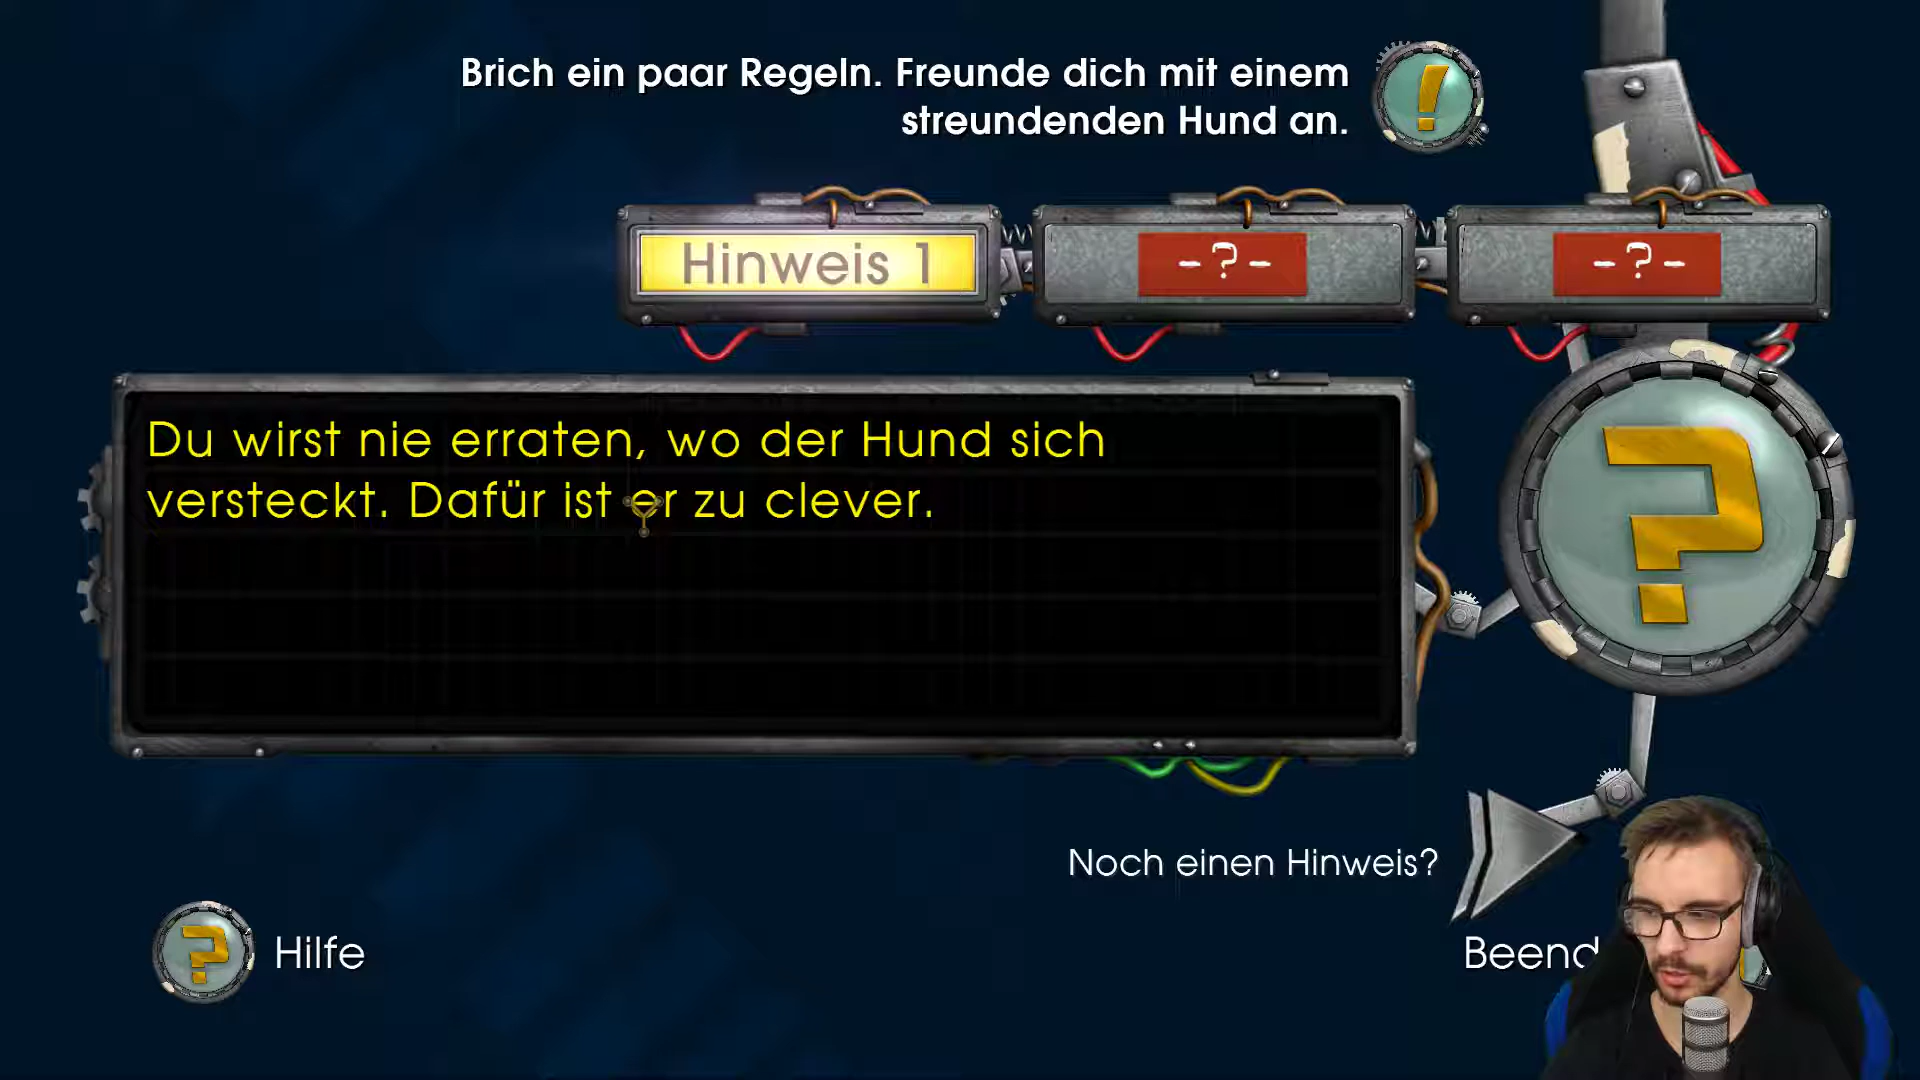 Brich ein paar Regeln. Freunde dich mit einem
streundenden Hund an.
Hinweis 1
-?-
-?-
Du wirst nie erraten, wo der Hund sich
versteckt. Dafür ist er zu clever.
Noch einen Hinweis?
Hilfe
Beend